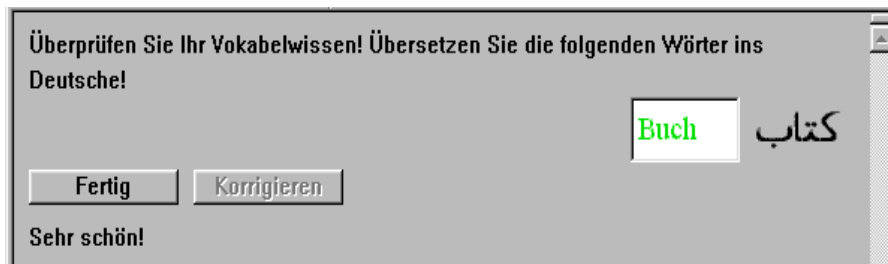 Überprüfen Sie Ihr Vokabelwissen! Übersetzen Sie die folgenden Wörter ins
Deutsche!
Buch كتاب
Fertig Korrigieren
Sehr schön!